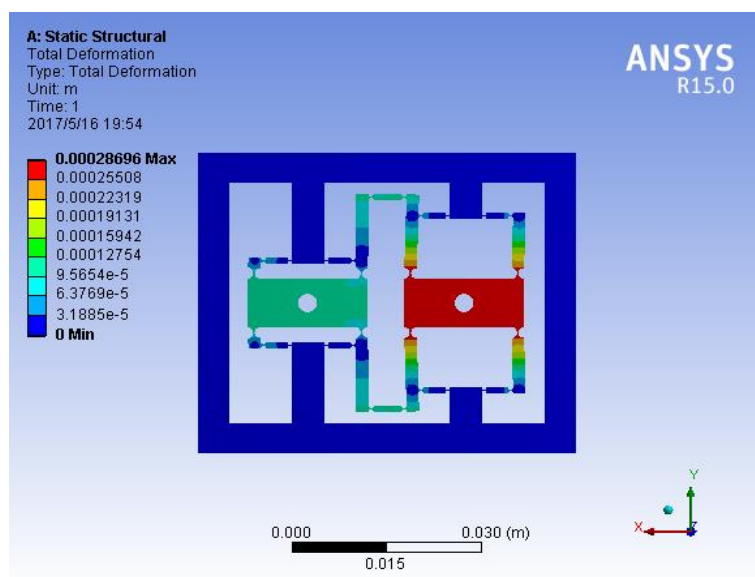 A: Static Structural
Total Deformation
Type: Total Deformation
Unit: m
Time: 1
2017/5/16 19:54
ANSYS
R15.0
0.00028696 Max
0.00025508
0.00022319
0.00019131
0.00015942
0.00012754
9.5654e-5
6.3769e-5
3.1885e-5
0 Min
0.000
0.030 (m)
0.015
Y
X
Z